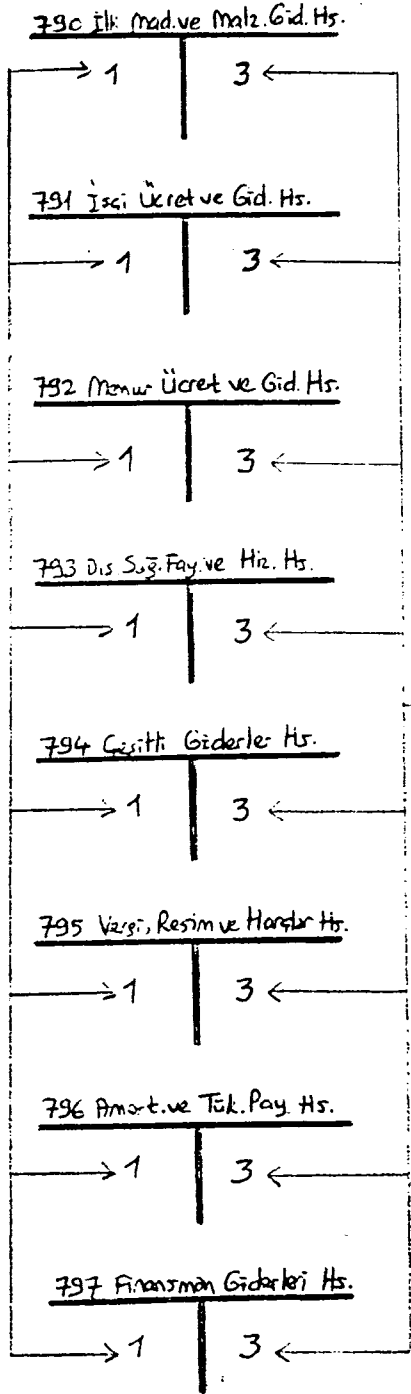 790 İlk Mad.ve Malz.Gid.Hs.
1 3
791 İşçi Ücret ve Gid. Hs.
1 3
792 Memur Ücret ve Gid.Hs.
1 3
793 Dış Sağ.Fay.ve Hiz.Hs.
1 3
794 Çeşitli Giderler Hs.
1 3
795 Vergi, Resim ve Harçlar Hs.
1 3
796 Amort.ve Tük.Pay.Hs.
1 3
797 Finansman Giderleri Hs.
1 3